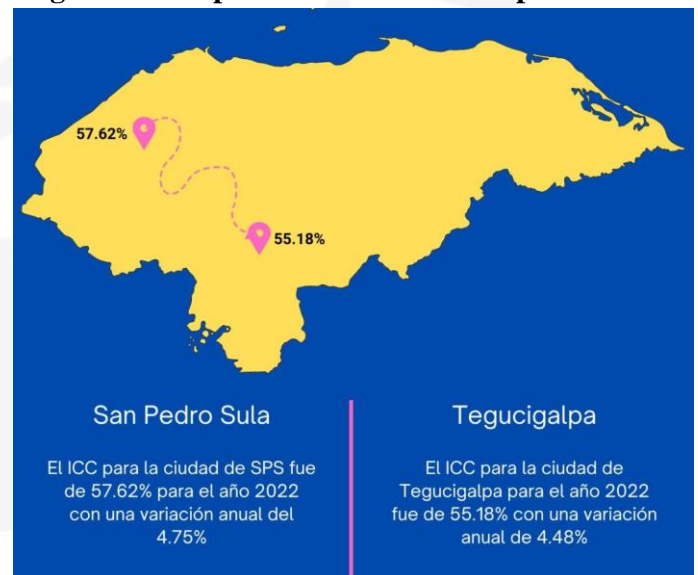 57.62%
55.18%
San Pedro Sula
El ICC para la ciudad de SPS fue
de 57.62% para el año 2022
con una variación anual del
4.75%
Tegucigalpa
El ICC para la ciudad de
Tegucigalpa para el año 2022
fue de 55.18% con una variación
anual de 4.48%